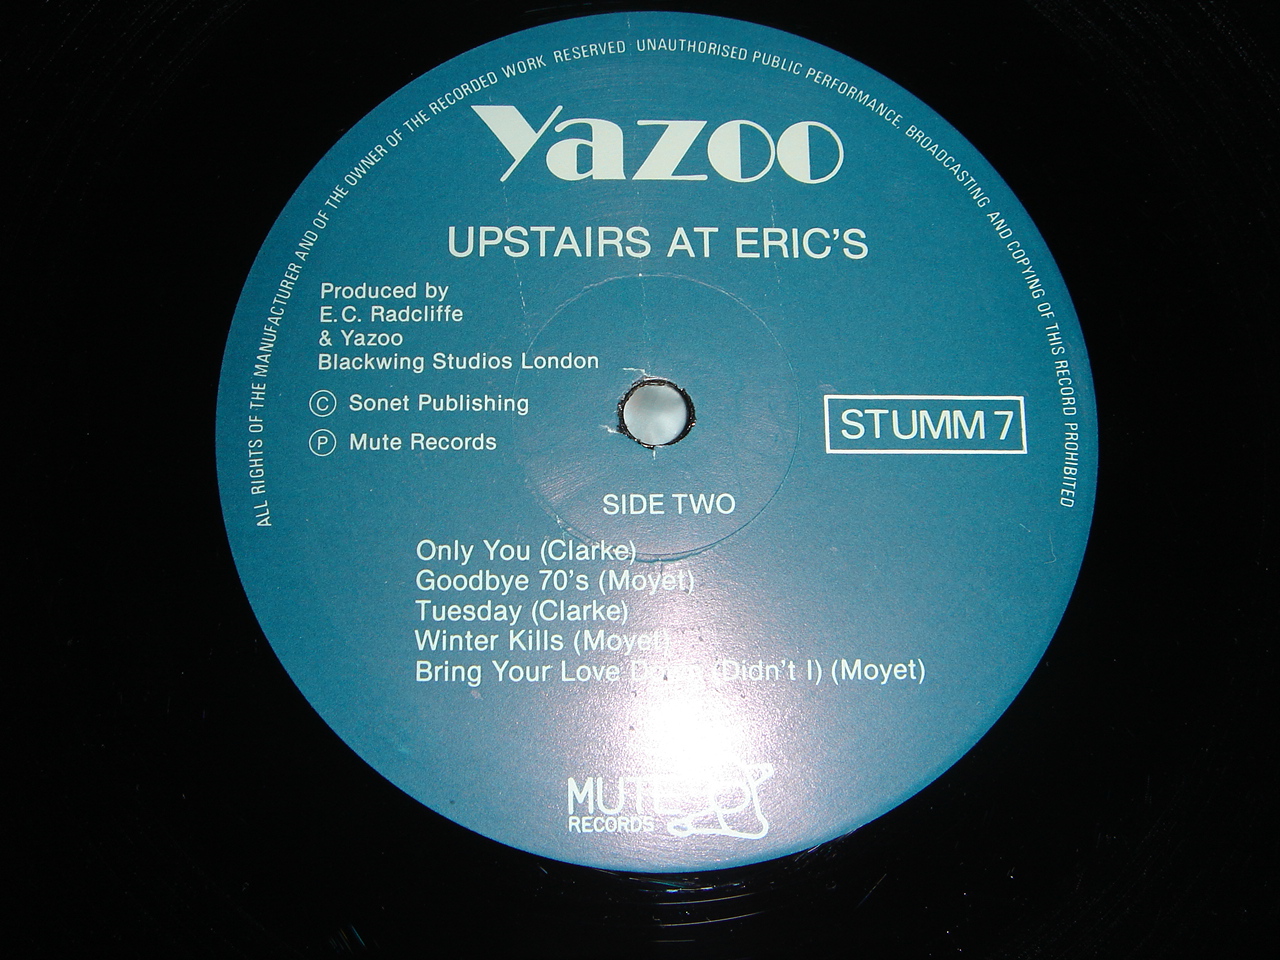 ALL RIGHTS OF THE MANUFACTURER AND OF THE OWNER OF THE RECORDED WORK RESERVED UNAUTHORISED PUBLIC PERFORMANCE, BROADCASTING AND COPYING OF THIS RECORD PROHIBITED
Yazoo
UPSTAIRS AT ERIC'S
Produced by
E.C. Radcliffe
& Yazoo
Blackwing Studios London
Ⓒ Sonet Publishing
Ⓟ Mute Records
STUMM 7
SIDE TWO
Only You (Clarke)
Goodbye 70's (Moyet)
Tuesday (Clarke)
Winter Kills (Moyet)
Bring Your Love Down (Didn't I) (Moyet)
MUTE
RECORDS